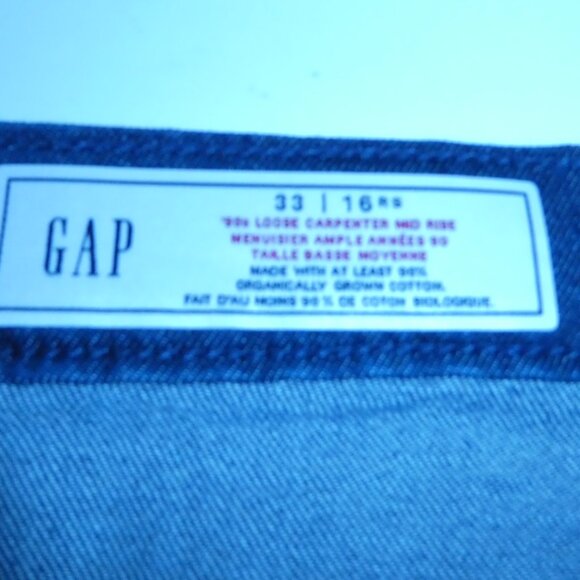 GAP
33 | 16 RG
'90s LOOSE CARPENTER MID RISE
MENUISIER AMPLE ANNÉES 90
TAILLE BASSE MOYENNE
MADE WITH AT LEAST 90%
ORGANICALLY GROWN COTTON.
FAIT D'AU MOINS 90 % DE COTON BIOLOGIQUE.